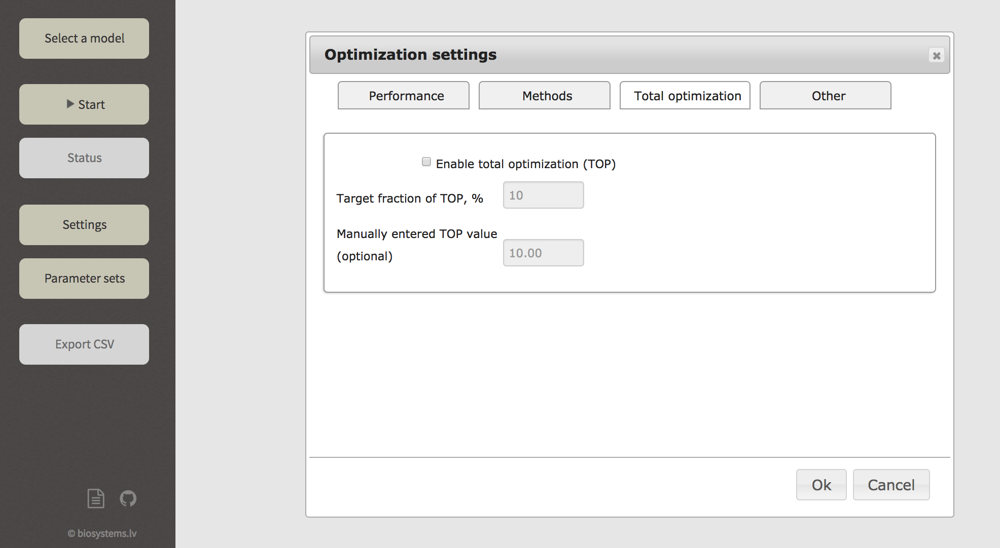 Select a model
Start
Status
Settings
Parameter sets
Export CSV
© biosystems.lv
Optimization settings
Performance
Methods
Total optimization
Other
Enable total optimization (TOP)
Target fraction of TOP, %
10
Manually entered TOP value
(optional)
10.00
Ok
Cancel